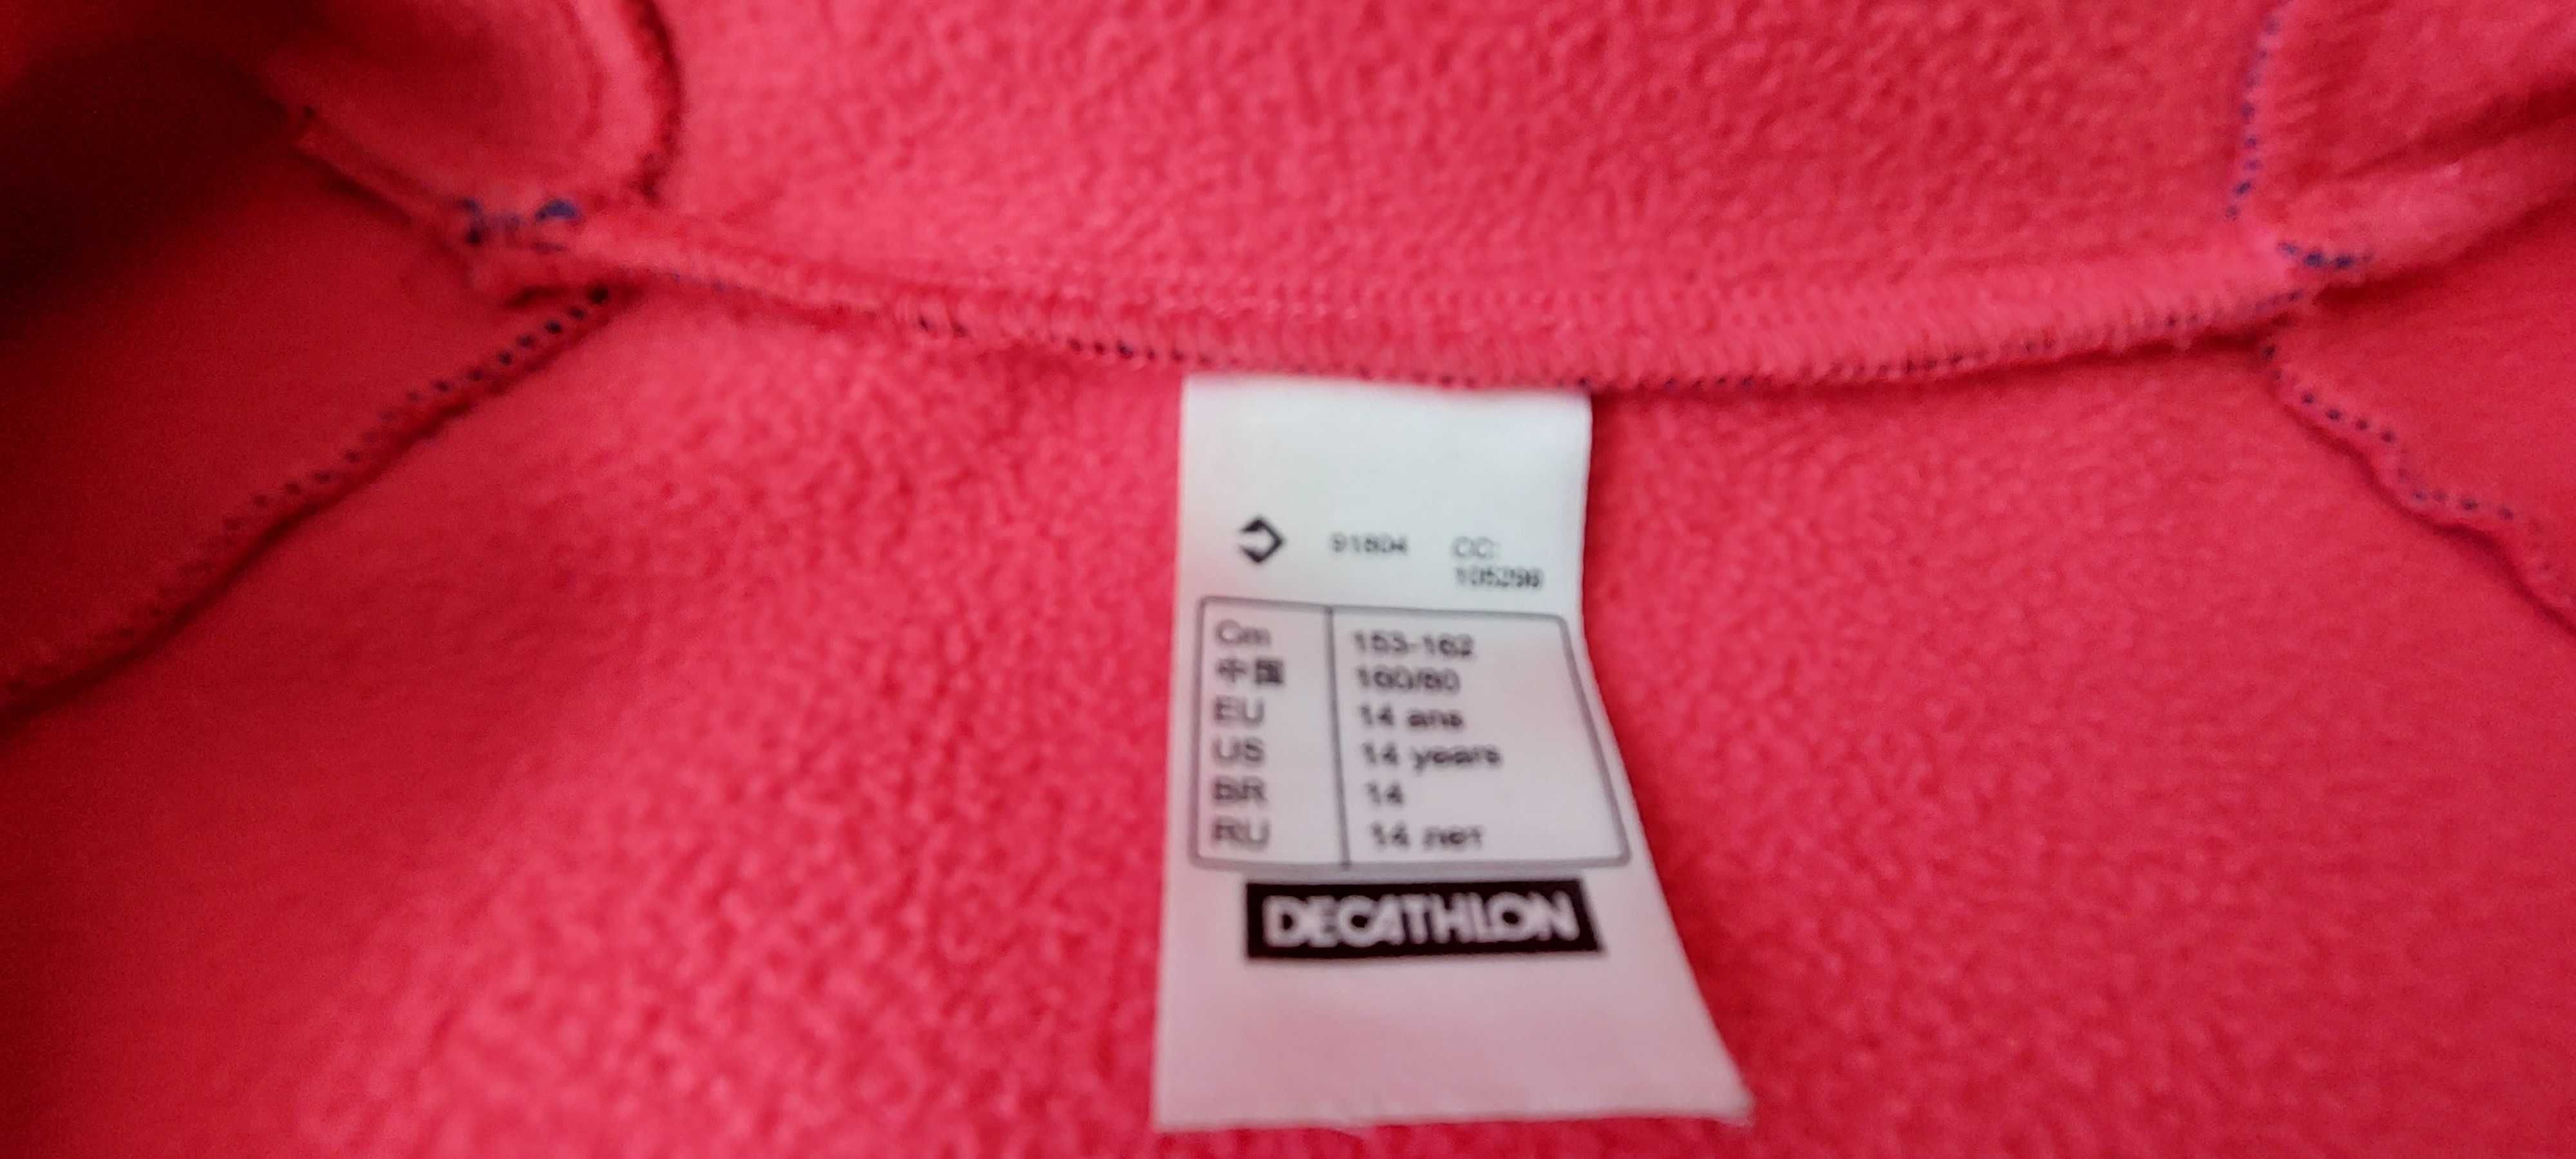 91804 CC:
105298
Cm 153-162
中国 160/80
EU 14 ans
US 14 years
BR 14
RU 14 лет
DECATHLON